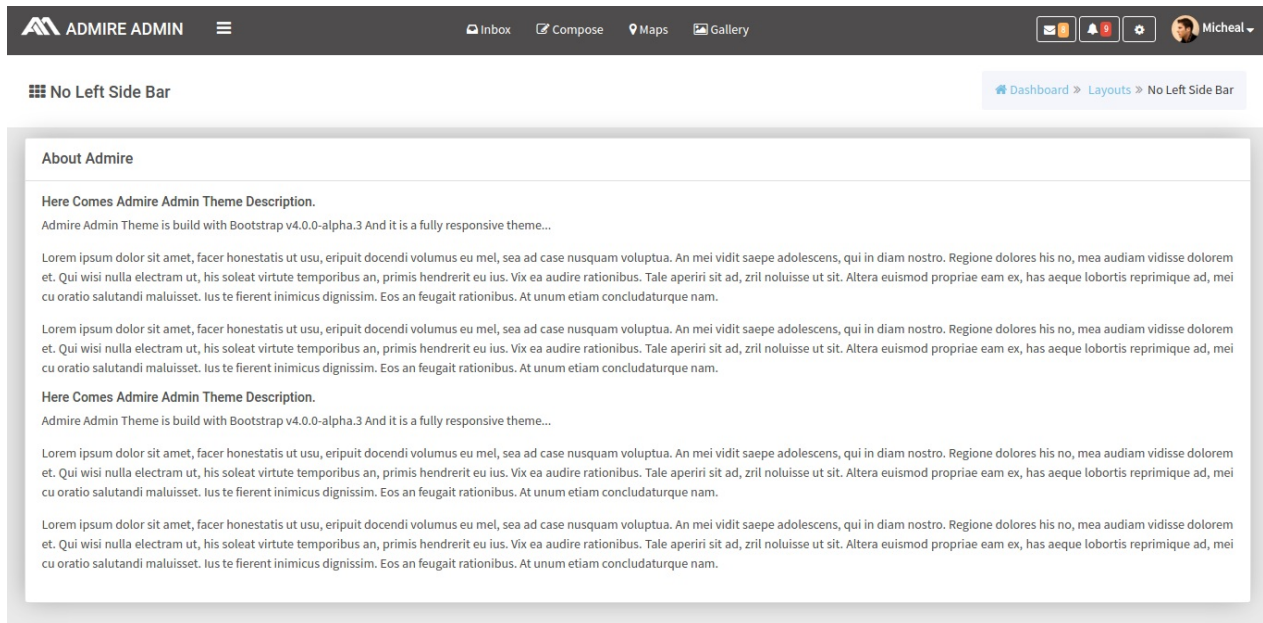 ADMIRE ADMIN
Inbox Compose Maps Gallery
8 9 Micheal
No Left Side Bar
Dashboard » Layouts » No Left Side Bar
About Admire
Here Comes Admire Admin Theme Description.
Admire Admin Theme is build with Bootstrap v4.0.0-alpha.3 And it is a fully responsive theme...
Lorem ipsum dolor sit amet, facer honestatis ut usu, eripuit docendi volumus eu mel, sea ad case nusquam voluptua. An mei vidit saepe adolescens, qui in diam nostro. Regione dolores his no, mea audiam vidisse dolorem
et. Qui wisi nulla electram ut, his soleat virtute temporibus an, primis hendrerit eu ius. Vix ea audire rationibus. Tale aperiri sit ad, zril noluisse ut sit. Altera euismod propriae eam ex, has aeque lobortis reprimique ad, mei
cu oratio salutandi maluisset. Ius te fierent inimicus dignissim. Eos an feugait rationibus. At unum etiam concludaturque nam.
Lorem ipsum dolor sit amet, facer honestatis ut usu, eripuit docendi volumus eu mel, sea ad case nusquam voluptua. An mei vidit saepe adolescens, qui in diam nostro. Regione dolores his no, mea audiam vidisse dolorem
et. Qui wisi nulla electram ut, his soleat virtute temporibus an, primis hendrerit eu ius. Vix ea audire rationibus. Tale aperiri sit ad, zril noluisse ut sit. Altera euismod propriae eam ex, has aeque lobortis reprimique ad, mei
cu oratio salutandi maluisset. Ius te fierent inimicus dignissim. Eos an feugait rationibus. At unum etiam concludaturque nam.
Here Comes Admire Admin Theme Description.
Admire Admin Theme is build with Bootstrap v4.0.0-alpha.3 And it is a fully responsive theme...
Lorem ipsum dolor sit amet, facer honestatis ut usu, eripuit docendi volumus eu mel, sea ad case nusquam voluptua. An mei vidit saepe adolescens, qui in diam nostro. Regione dolores his no, mea audiam vidisse dolorem
et. Qui wisi nulla electram ut, his soleat virtute temporibus an, primis hendrerit eu ius. Vix ea audire rationibus. Tale aperiri sit ad, zril noluisse ut sit. Altera euismod propriae eam ex, has aeque lobortis reprimique ad, mei
cu oratio salutandi maluisset. Ius te fierent inimicus dignissim. Eos an feugait rationibus. At unum etiam concludaturque nam.
Lorem ipsum dolor sit amet, facer honestatis ut usu, eripuit docendi volumus eu mel, sea ad case nusquam voluptua. An mei vidit saepe adolescens, qui in diam nostro. Regione dolores his no, mea audiam vidisse dolorem
et. Qui wisi nulla electram ut, his soleat virtute temporibus an, primis hendrerit eu ius. Vix ea audire rationibus. Tale aperiri sit ad, zril noluisse ut sit. Altera euismod propriae eam ex, has aeque lobortis reprimique ad, mei
cu oratio salutandi maluisset. Ius te fierent inimicus dignissim. Eos an feugait rationibus. At unum etiam concludaturque nam.